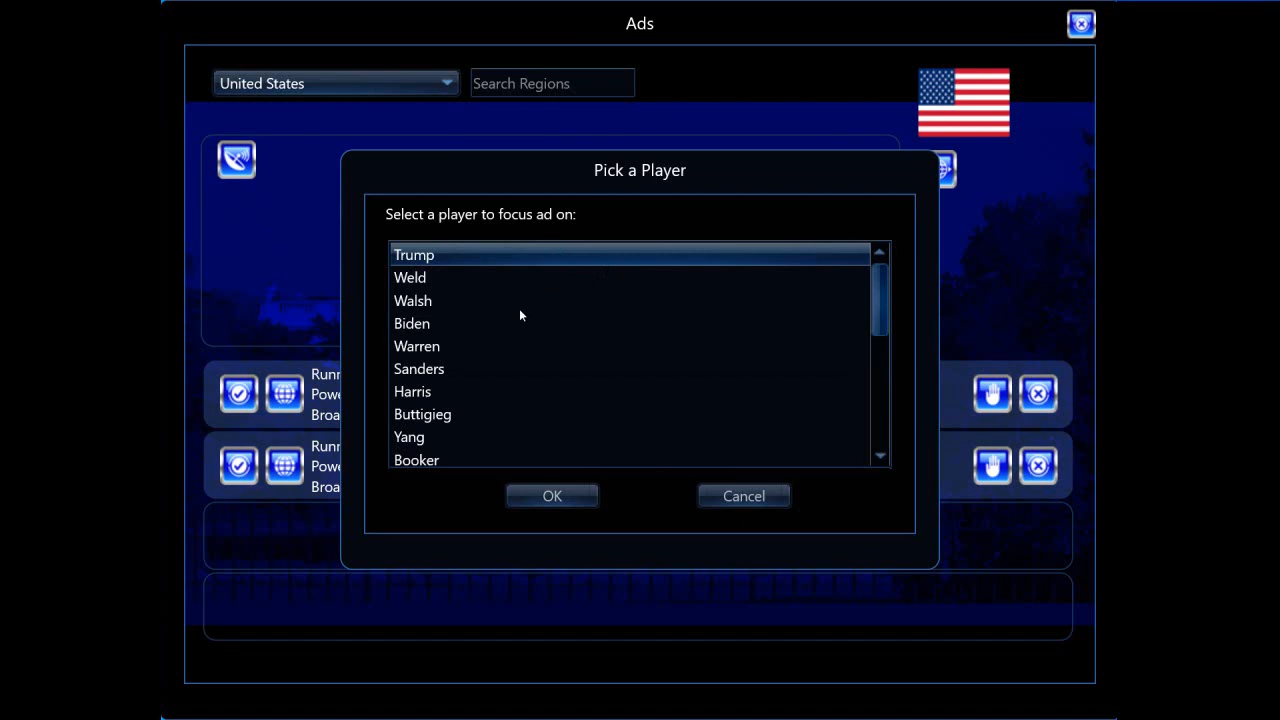 Ads
United States
Search Regions
Pick a Player
Select a player to focus ad on:
Trump
Weld
Walsh
Biden
Warren
Sanders
Harris
Buttigieg
Yang
Booker
Runn
Powe
Broa
Runn
Powe
Broa
OK
Cancel